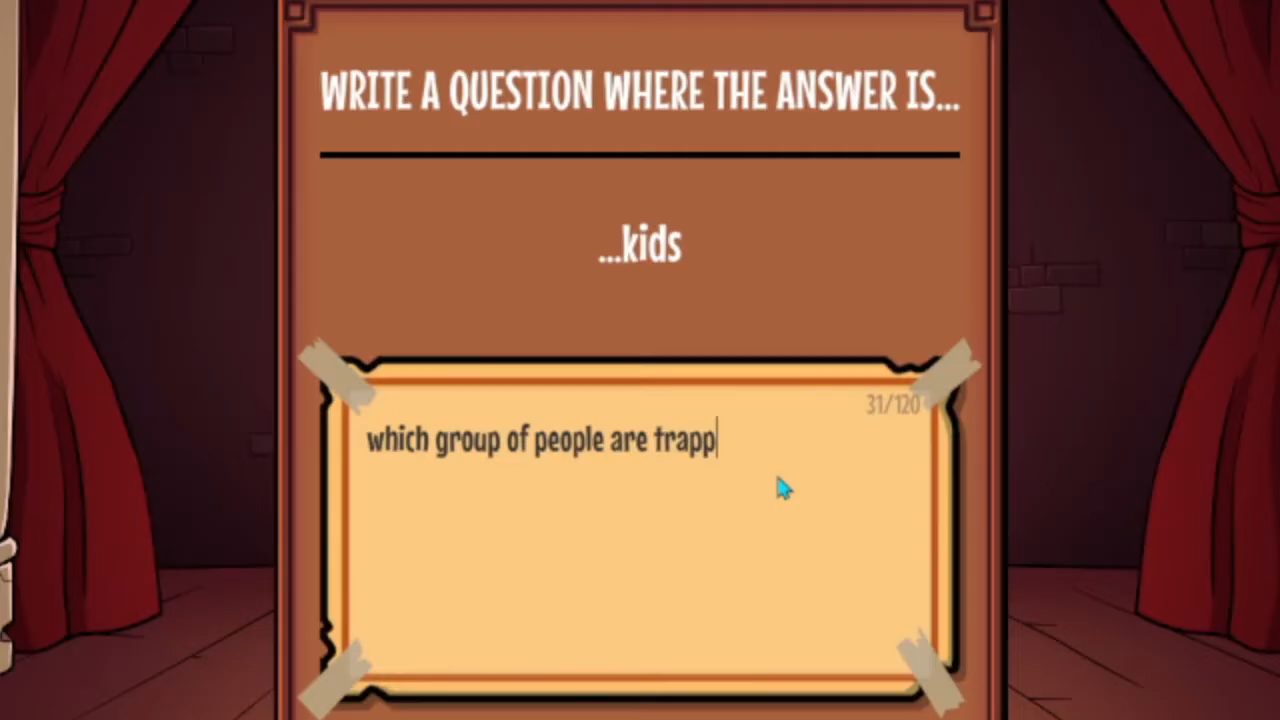 WRITE A QUESTION WHERE THE ANSWER IS...
...kids
31/120
which group of people are trapp